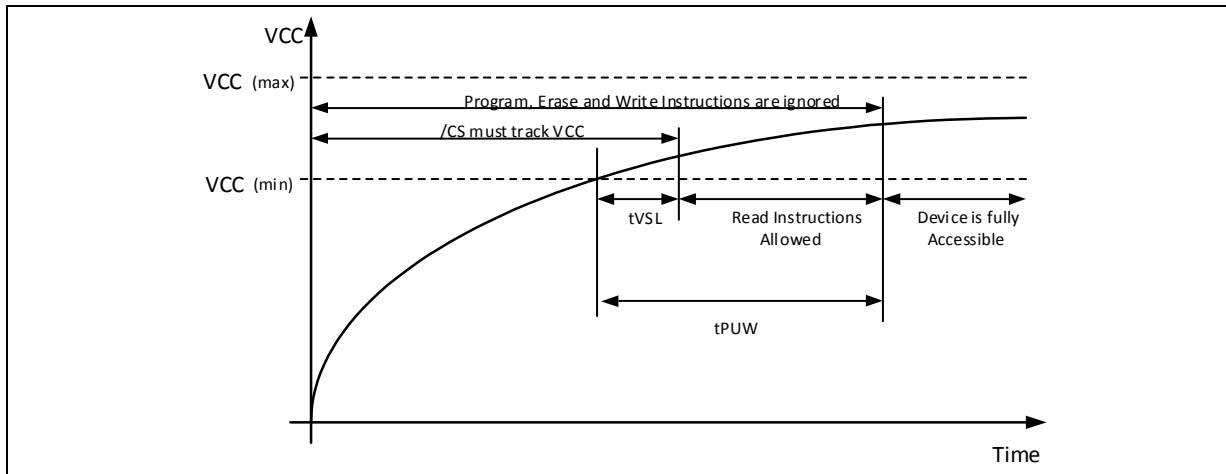 VCC
VCC (max)
Program, Erase and Write Instructions are ignored
/CS must track VCC
VCC (min)
tVSL
Read Instructions
Allowed
Device is fully
Accessible
tPUW
Time